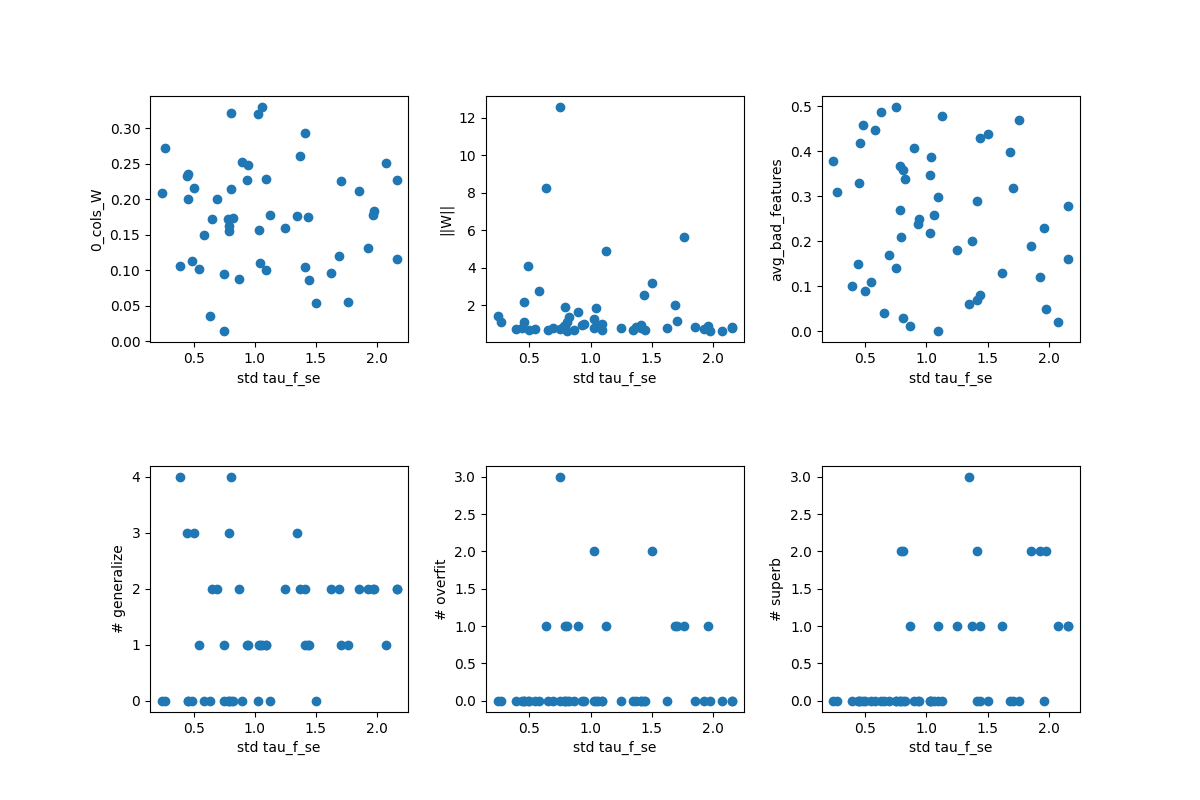 0_cols_W
0.30
0.25
0.20
0.15
0.10
0.05
0.00
0.5 1.0 1.5 2.0
std tau_f_se
||W||
12
10
8
6
4
2
0.5 1.0 1.5 2.0
std tau_f_se
avg_bad_features
0.5
0.4
0.3
0.2
0.1
0.0
0.5 1.0 1.5 2.0
std tau_f_se
# generalize
4
3
2
1
0
0.5 1.0 1.5 2.0
std tau_f_se
# overfit
3.0
2.5
2.0
1.5
1.0
0.5
0.0
0.5 1.0 1.5 2.0
std tau_f_se
# superb
3.0
2.5
2.0
1.5
1.0
0.5
0.0
0.5 1.0 1.5 2.0
std tau_f_se